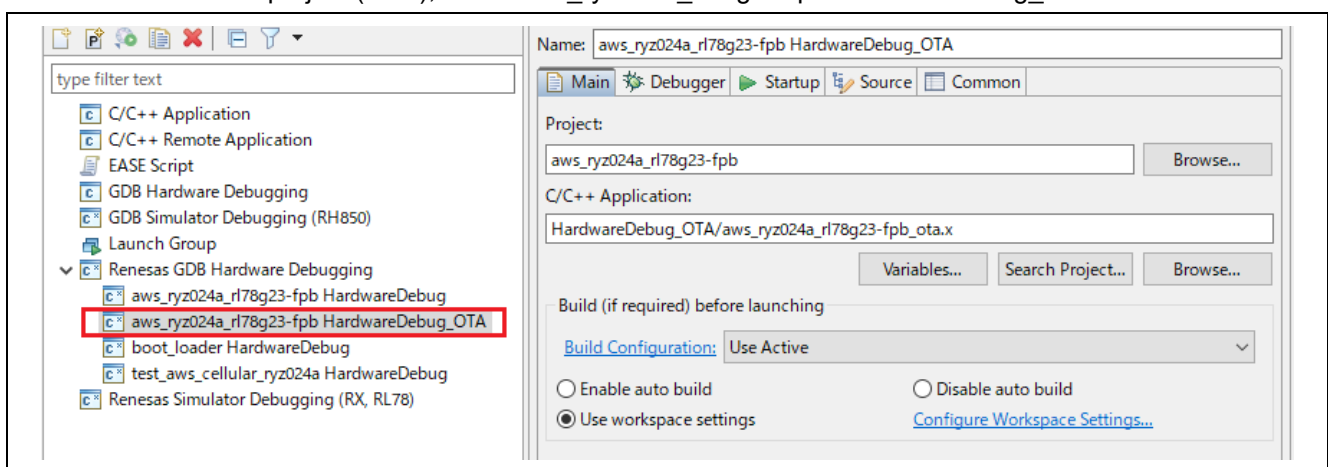 Name: aws_ryz024a_rl78g23-fpb HardwareDebug_OTA
type filter text
C/C++ Application
C/C++ Remote Application
EASE Script
GDB Hardware Debugging
GDB Simulator Debugging (RH850)
Launch Group
Renesas GDB Hardware Debugging
aws_ryz024a_rl78g23-fpb HardwareDebug
aws_ryz024a_rl78g23-fpb HardwareDebug_OTA
boot_loader HardwareDebug
test_aws_cellular_ryz024a HardwareDebug
Renesas Simulator Debugging (RX, RL78)
Main Debugger Startup Source Common
Project:
aws_ryz024a_rl78g23-fpb Browse...
C/C++ Application:
HardwareDebug_OTA/aws_ryz024a_rl78g23-fpb_ota.x
Variables... Search Project... Browse...
Build (if required) before launching
Build Configuration: Use Active
Enable auto build Disable auto build
Use workspace settings Configure Workspace Settings...